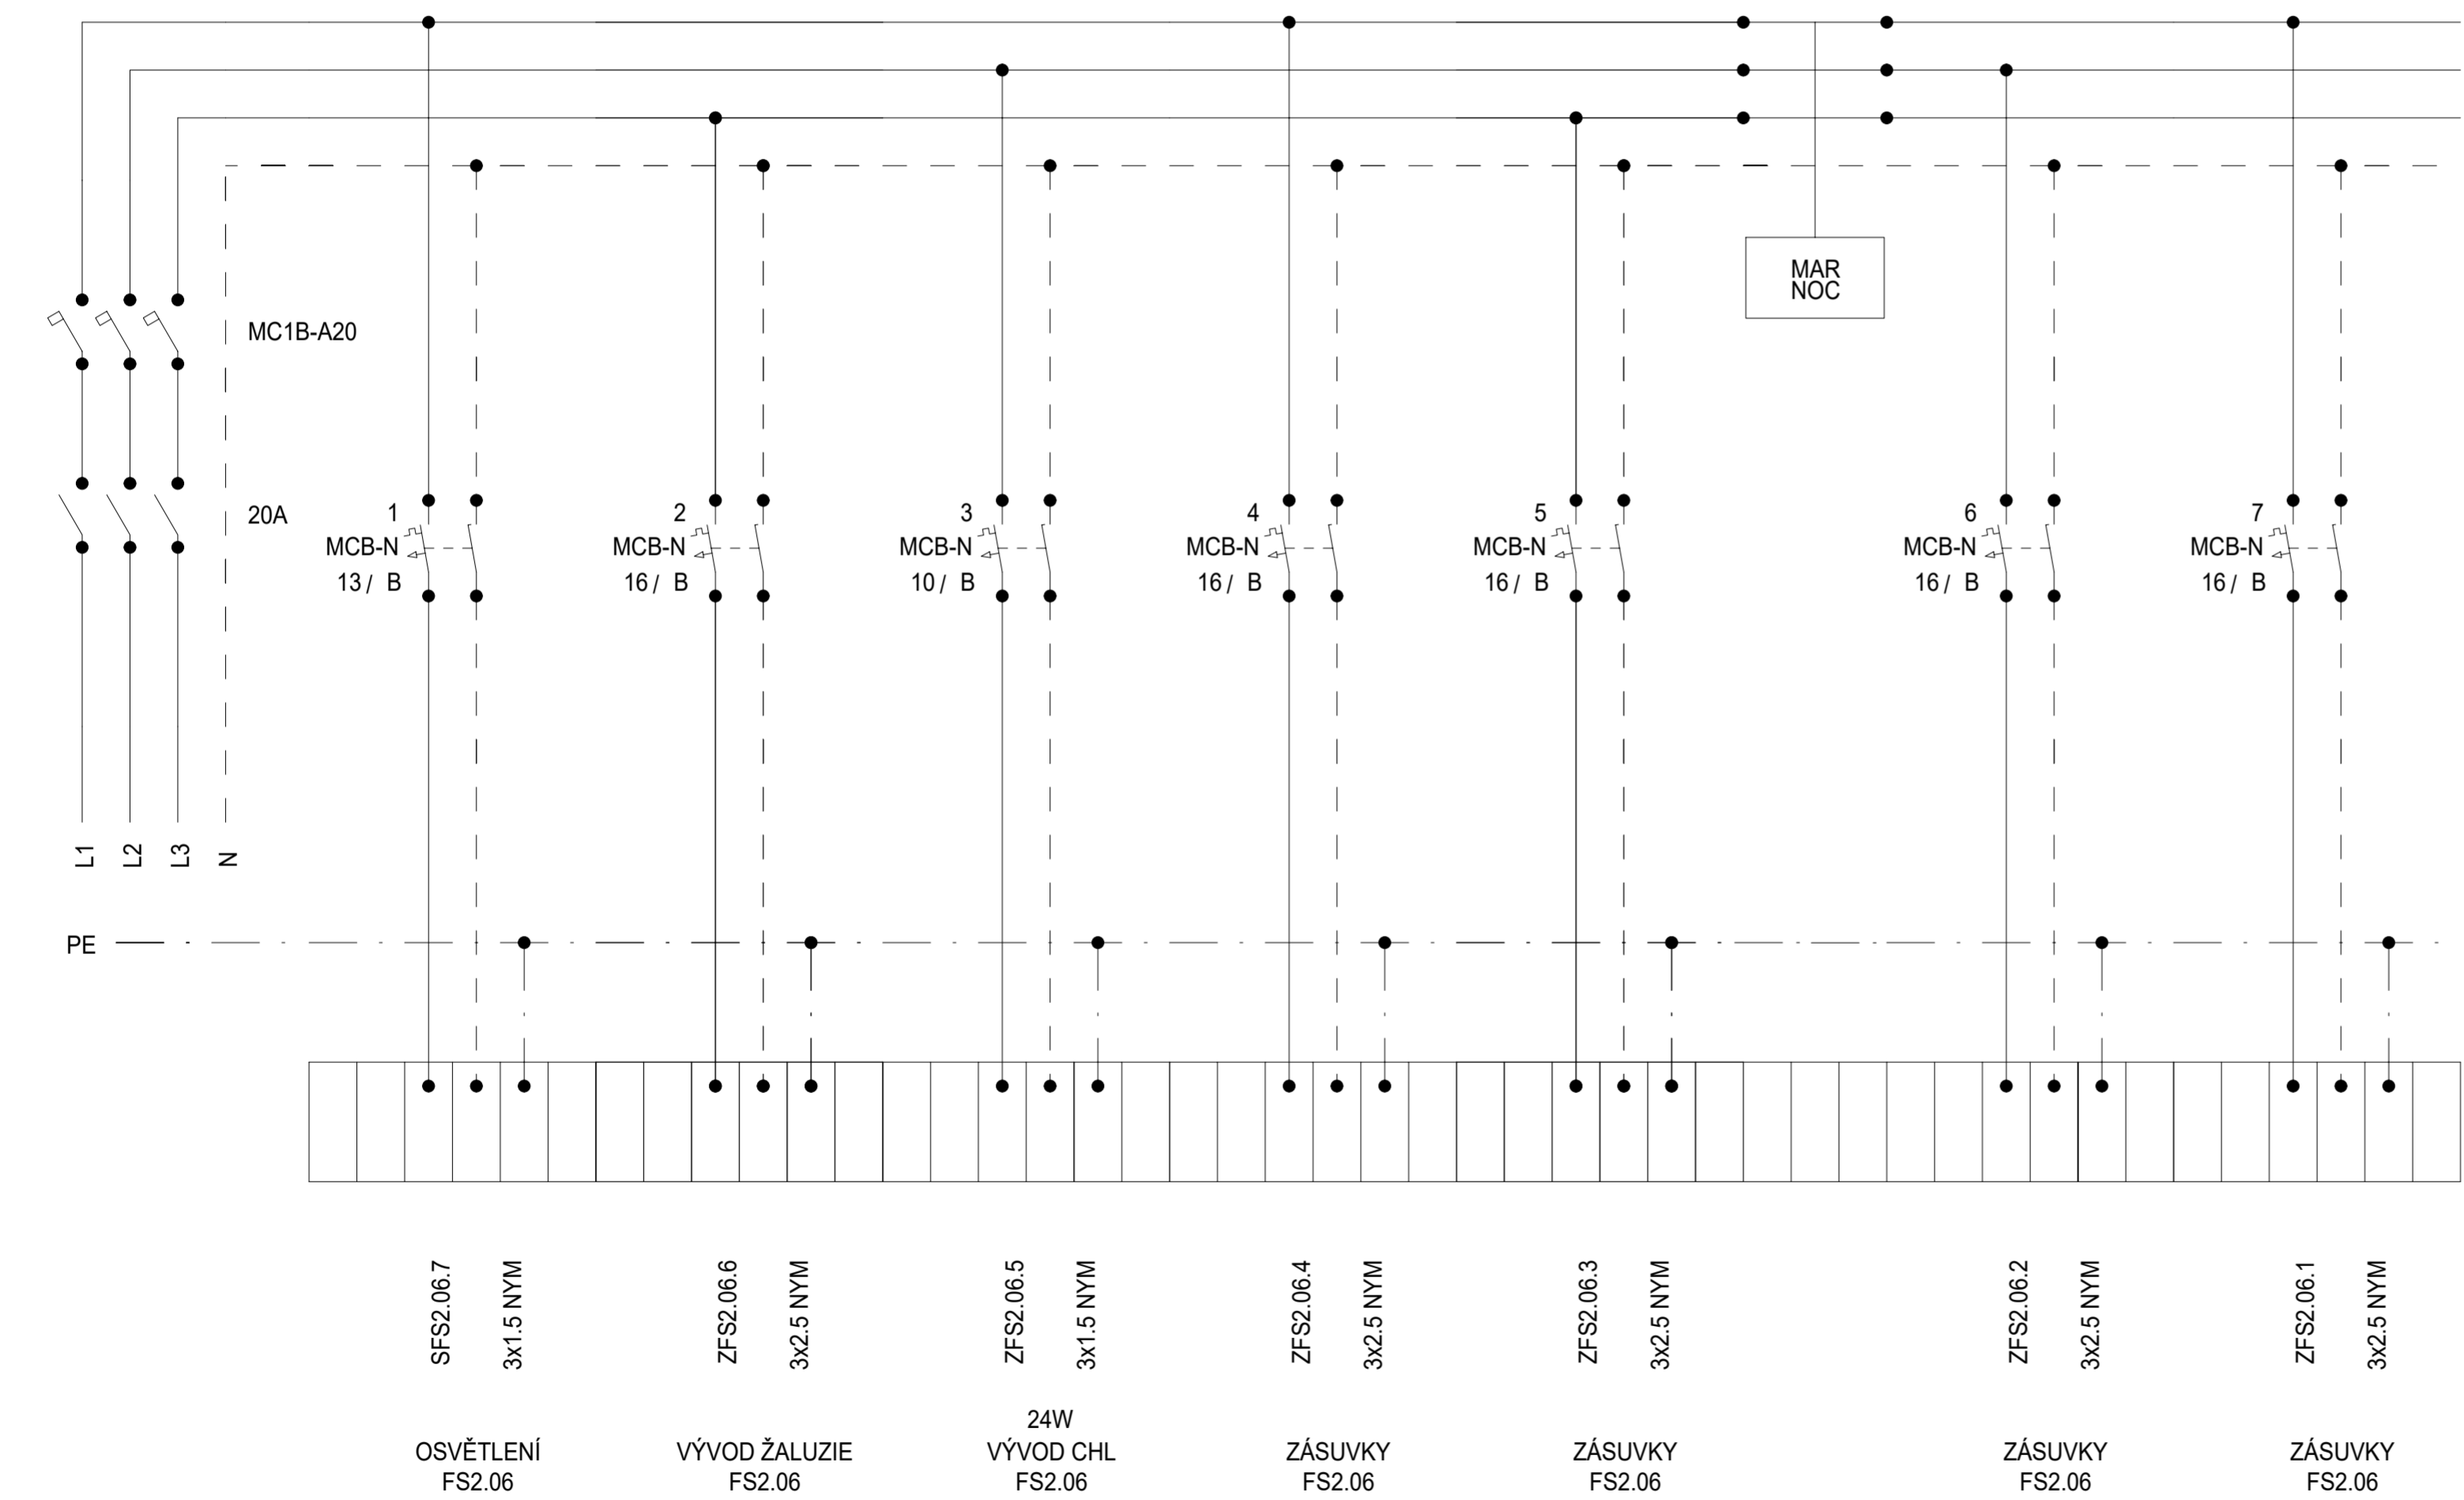 MAR
NOC
MC1B-A20
20A
1
MCB-N
13 / B
2
MCB-N
16 / B
3
MCB-N
10 / B
4
MCB-N
16 / B
5
MCB-N
16 / B
6
MCB-N
16 / B
7
MCB-N
16 / B
L1
L2
L3
N
PE
SFS2.06.7
3x1.5 NYM
ZFS2.06.6
3x2.5 NYM
ZFS2.06.5
3x1.5 NYM
ZFS2.06.4
3x2.5 NYM
ZFS2.06.3
3x2.5 NYM
ZFS2.06.2
3x2.5 NYM
ZFS2.06.1
3x2.5 NYM
OSVĚTLENÍ
FS2.06
VÝVOD ŽALUZIE
FS2.06
24W
VÝVOD CHL
FS2.06
ZÁSUVKY
FS2.06
ZÁSUVKY
FS2.06
ZÁSUVKY
FS2.06
ZÁSUVKY
FS2.06